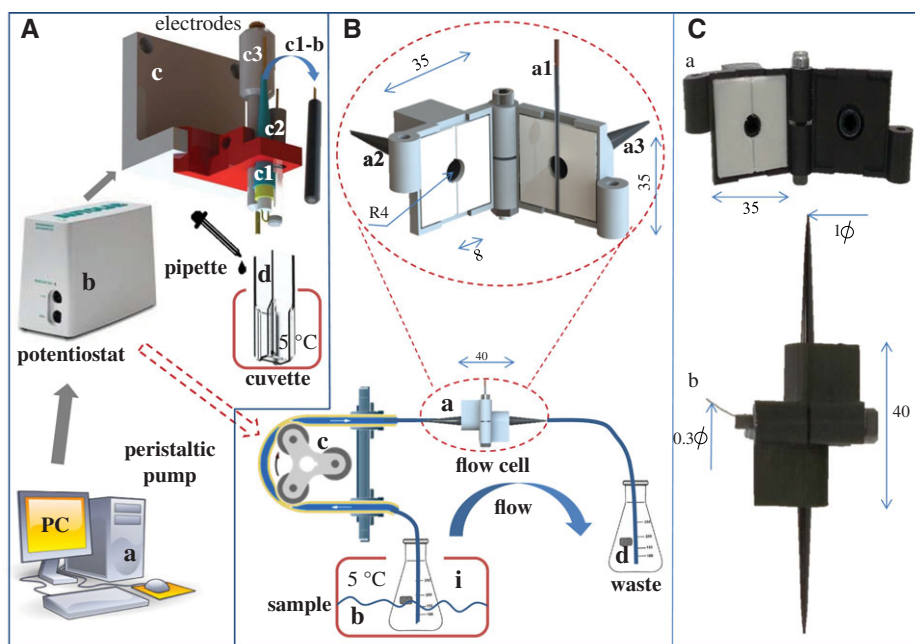 A
electrodes
c1-b
c
c3
c2
c1
b
potentiostat
pipette
d
5 °C
cuvette
PC
a
B
35
a1
a2
a3
R4
8
35
40
a
flow cell
peristaltic
pump
c
flow
5 °C
i
sample
b
d
waste
C
a
35
1ϕ
b
0.3ϕ
40